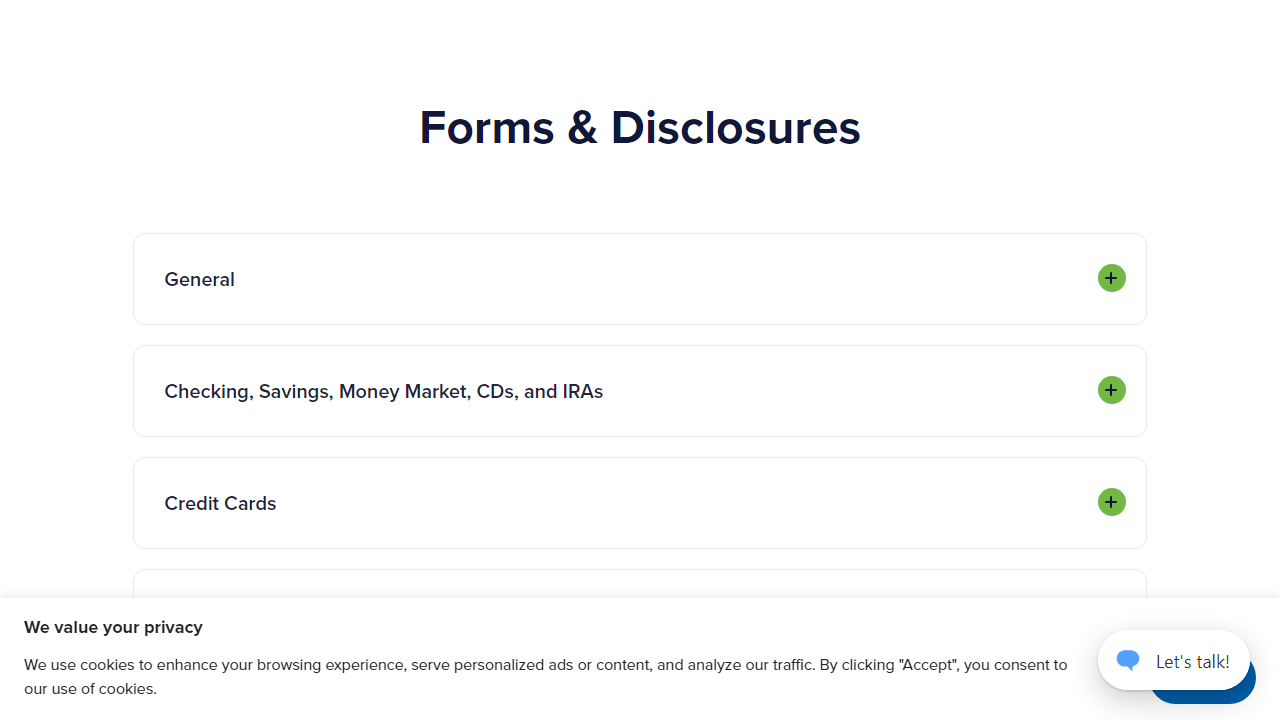 Forms & Disclosures
General
Checking, Savings, Money Market, CDs, and IRAs
Credit Cards
We value your privacy
We use cookies to enhance your browsing experience, serve personalized ads or content, and analyze our traffic. By clicking "Accept", you consent to
our use of cookies.
Let's talk!